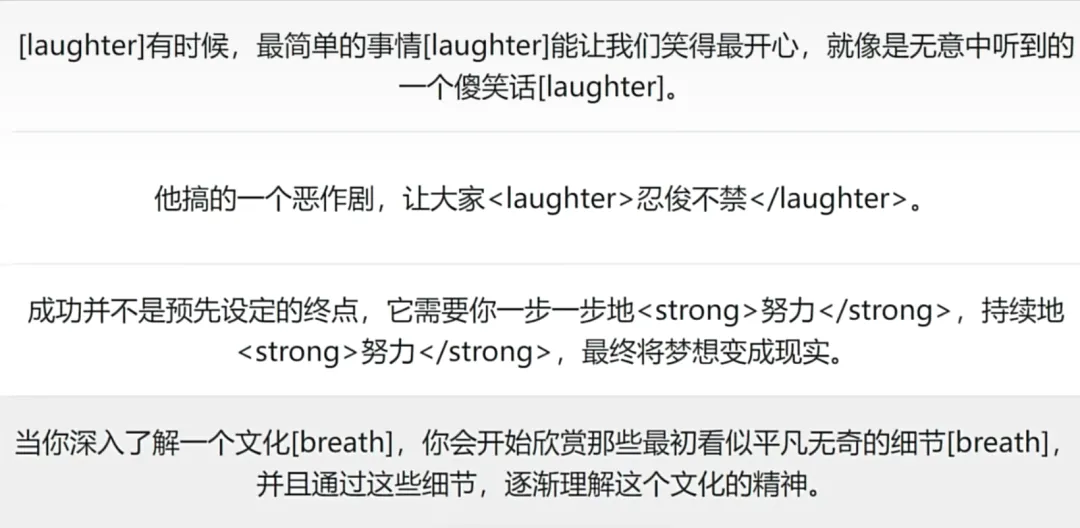 [laughter]有时候，最简单的事情[laughter]能让我们笑得最开心，就像是无意中听到的
一个傻笑话[laughter]。
他搞的一个恶作剧，让大家<laughter>忍俊不禁</laughter>。
成功并不是预先设定的终点，它需要你一步一步地<strong>努力</strong>，持续地
<strong>努力</strong>，最终将梦想变成现实。
当你深入了解一个文化[breath]，你会开始欣赏那些最初看似平凡无奇的细节[breath]，
并且通过这些细节，逐渐理解这个文化的精神。